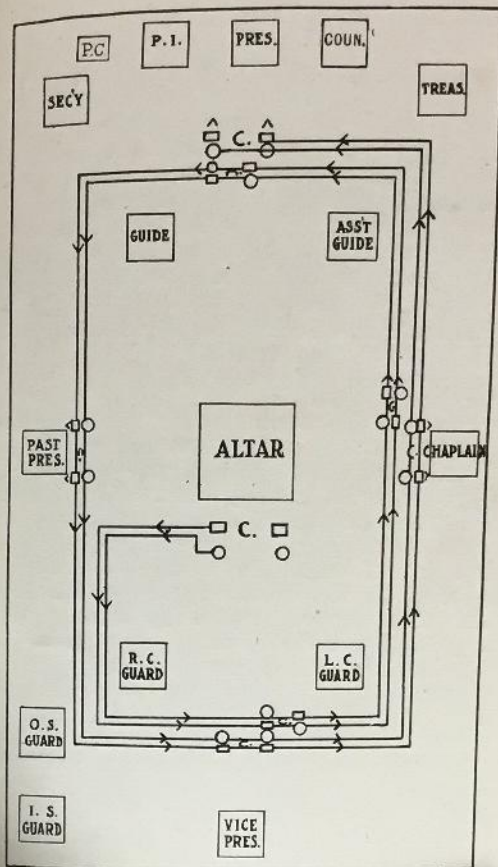 P.C
P. I.
PRES.
COUN.
SEC'Y
TREAS.
C.
C.
GUIDE
ASS'T
GUIDE
C.
PAST
PRES.
C.
ALTAR
C.
CHAPLAIN
C.
R. C.
GUARD
L. C.
GUARD
O. S.
GUARD
C.
C.
I. S.
GUARD
VICE
PRES.